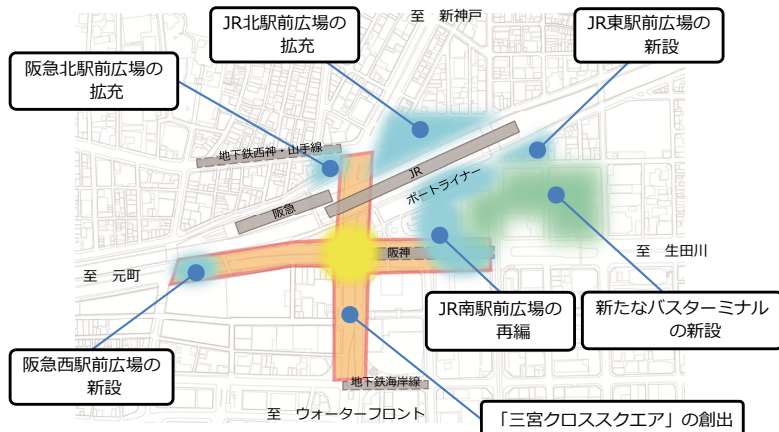 JR北駅前広場の
拡充
至　新神戸
JR東駅前広場の
新設
阪急北駅前広場の
拡充
地下鉄西神・山手線
JR
ポートライナー
阪急
阪神
至　生田川
至　元町
JR南駅前広場の
再編
新たなバスターミナル
の新設
阪急西駅前広場の
新設
地下鉄海岸線
至　ウォーターフロント
「三宮クロススクエア」の創出